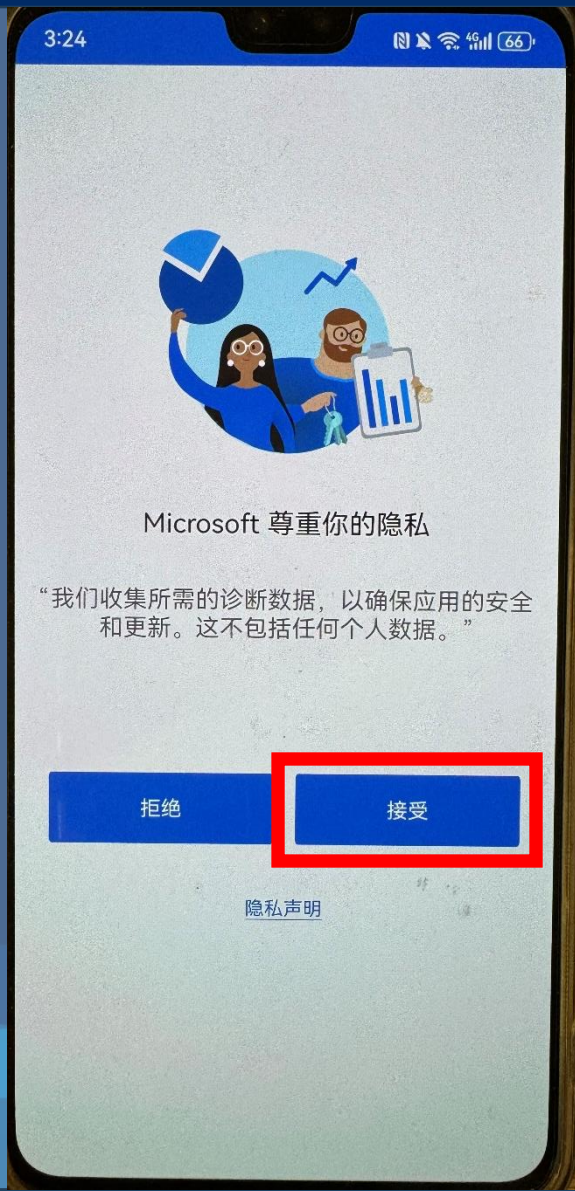 3:24
4G
66
Microsoft 尊重你的隐私
“我们收集所需的诊断数据，以确保应用的安全
和更新。这不包括任何个人数据。”
拒绝
接受
隐私声明